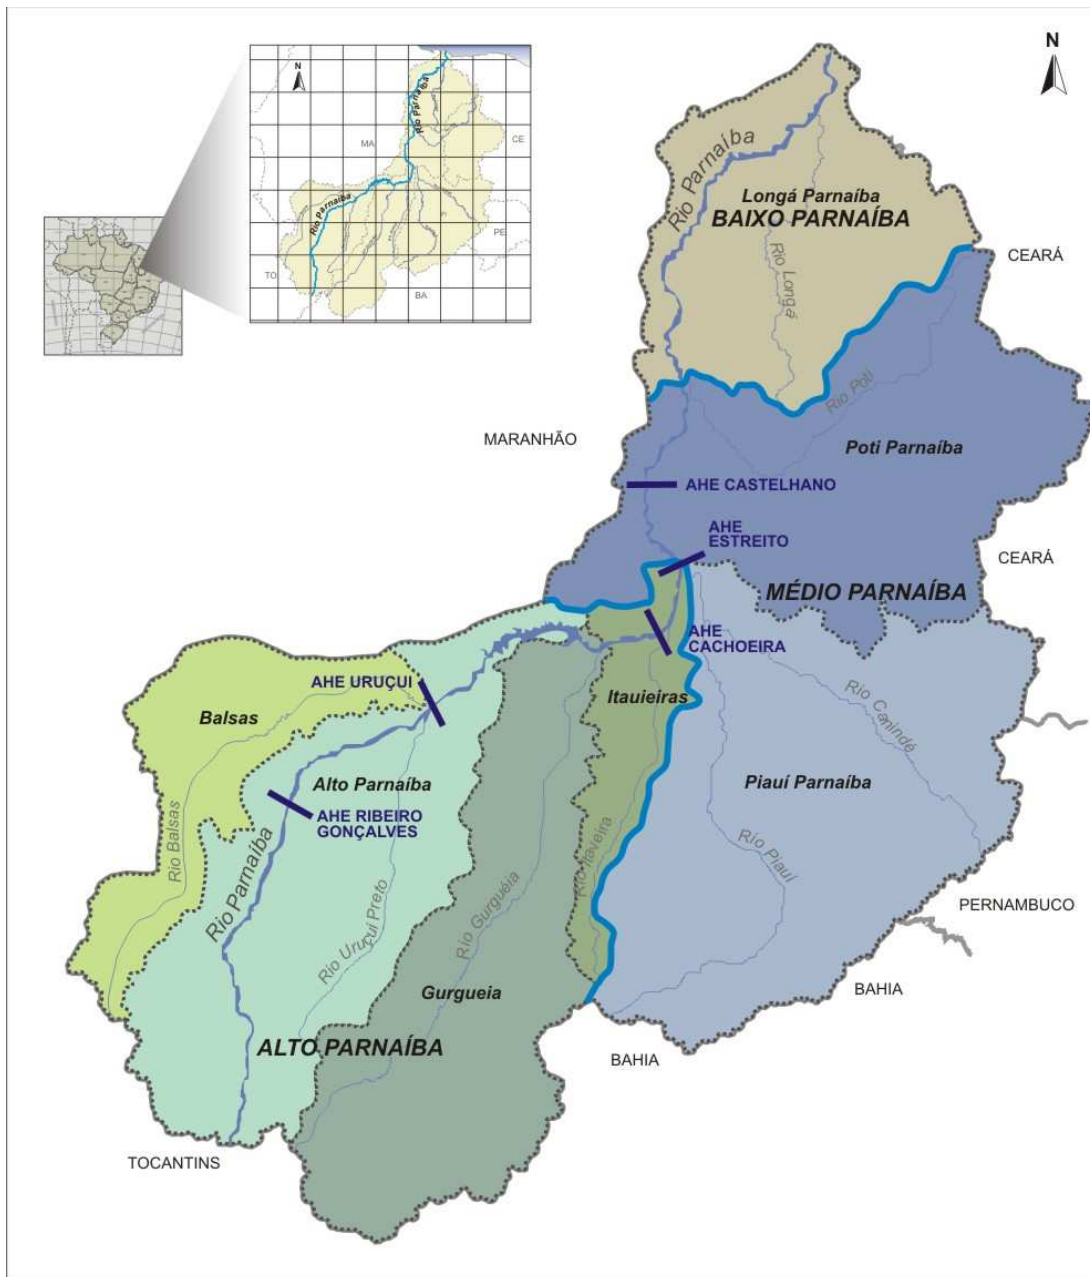 N
N
Rio Parnaíba
MA
CE
Rio Parnaíba
PE
TO
BA
Rio Parnaíba
Longá Parnaíba
BAIXO PARNAÍBA
Rio Longá
CEARÁ
Rio Poti
MARANHÃO
Poti Parnaíba
AHE CASTELHANO
AHE
ESTREITO
CEARÁ
MÉDIO PARNAÍBA
AHE
CACHOEIRA
AHE URUÇUI
Itauieiras
Rio Canindé
Balsas
Alto Parnaíba
Piauí Parnaíba
AHE RIBEIRO
GONÇALVES
Rio Balsas
Rio Parnaíba
Rio Itaveira
Rio Piauí
Rio Uruçuí Preto
Rio Gurguéia
PERNAMBUCO
Gurgueia
BAHIA
ALTO PARNAÍBA
BAHIA
TOCANTINS